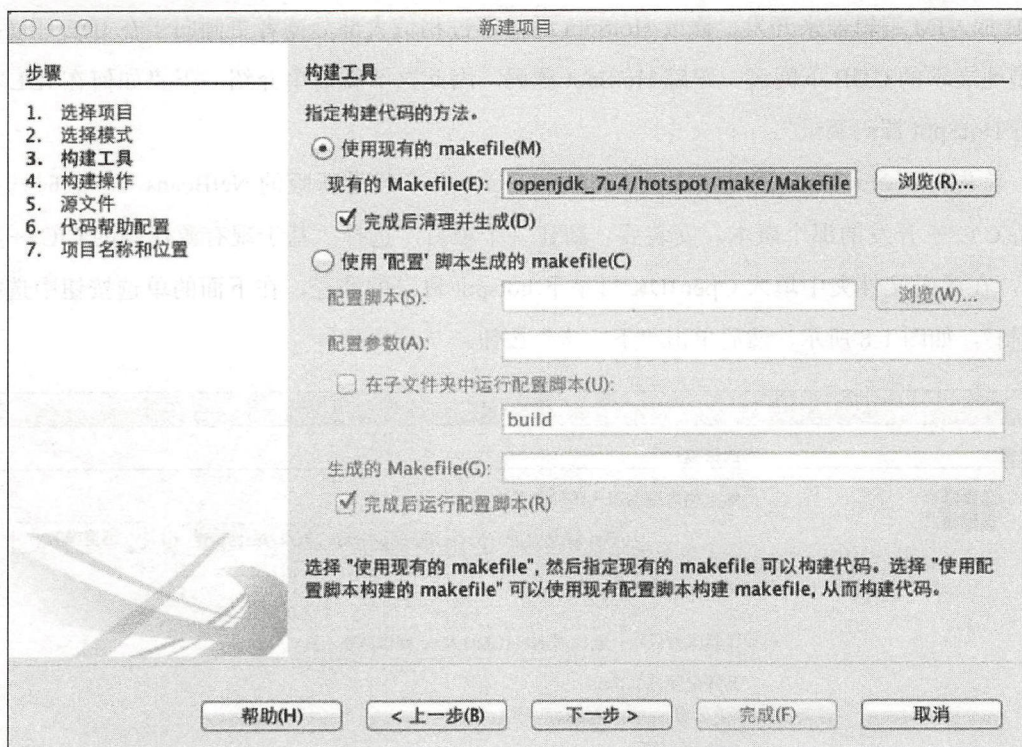 新建项目
步骤
1. 选择项目
2. 选择模式
3. 构建工具
4. 构建操作
5. 源文件
6. 代码帮助配置
7. 项目名称和位置
构建工具
指定构建代码的方法。
使用现有的 makefile(M)
现有的 Makefile(E): /openjdk_7u4/hotspot/make/Makefile 浏览(R)...
完成后清理并生成(D)
使用 '配置' 脚本生成的 makefile(C)
配置脚本(S): 浏览(W)...
配置参数(A):
在子文件夹中运行配置脚本(U):
build
生成的 Makefile(G):
完成后运行配置脚本(R)
选择 "使用现有的 makefile", 然后指定现有的 makefile 可以构建代码。选择 "使用配
置脚本构建的 makefile" 可以使用现有配置脚本构建 makefile, 从而构建代码。
帮助(H) < 上一步(B) 下一步 > 完成(F) 取消